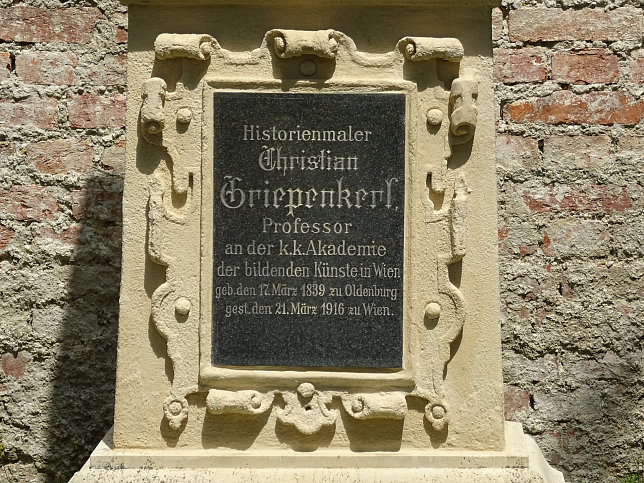 Historienmaler
Christian
Griepenkerl,
Professor
an der k.k. Akademie
der bildenden Künste in Wien
geb. den 17. März 1839 zu Oldenburg
gest. den 21. März 1916 zu Wien.